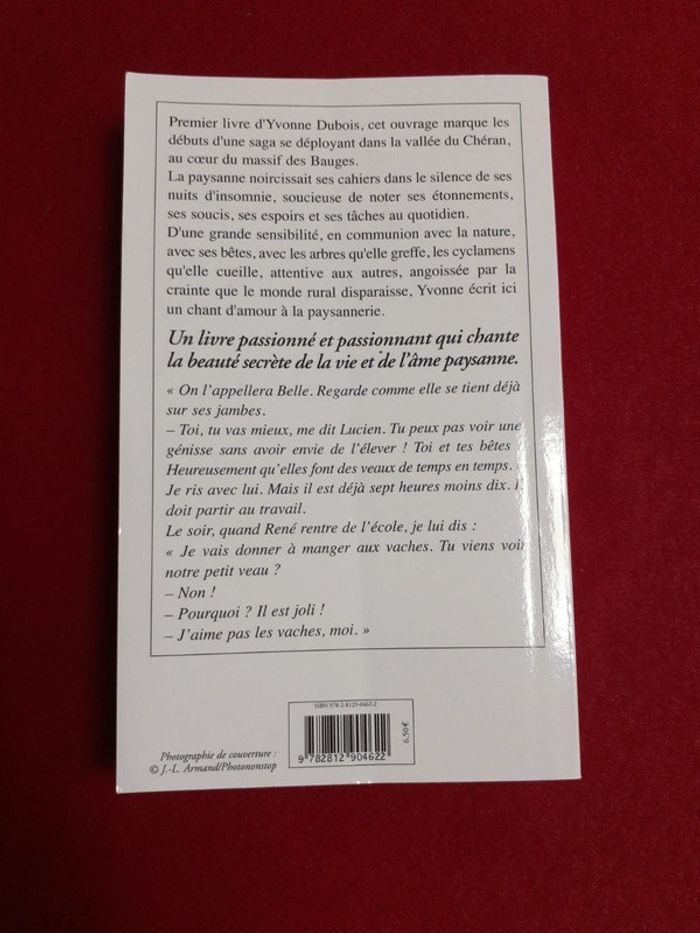 Premier livre d'Yvonne Dubois, cet ouvrage marque les
débuts d'une saga se déployant dans la vallée du Chéran,
au cœur du massif des Bauges.
La paysanne noircissait ses cahiers dans le silence de ses
nuits d'insomnie, soucieuse de noter ses étonnements,
ses soucis, ses espoirs et ses tâches au quotidien.
D'une grande sensibilité, en communion avec la nature,
avec ses bêtes, avec les arbres qu'elle greffe, les cyclamens
qu'elle cueille, attentive aux autres, angoissée par la
crainte que le monde rural disparaisse, Yvonne écrit ici
un chant d'amour à la paysannerie.
Un livre passionné et passionnant qui chante
la beauté secrète de la vie et de l'âme paysanne.
« On l'appellera Belle. Regarde comme elle se tient déjà
sur ses jambes.
– Toi, tu vas mieux, me dit Lucien. Tu peux pas voir une
génisse sans avoir envie de l'élever ! Toi et tes bêtes
Heureusement qu'elles font des veaux de temps en temps.
Je ris avec lui. Mais il est déjà sept heures moins dix.
doit partir au travail.
Le soir, quand René rentre de l'école, je lui dis :
« Je vais donner à manger aux vaches. Tu viens voir
notre petit veau ?
– Non !
– Pourquoi ? Il est joli !
– J'aime pas les vaches, moi. »
ISBN 978-2-8129-0462-2
6,50 €
9 782812 904622
Photographie de couverture :
© J.-L. Armand/Photononstop